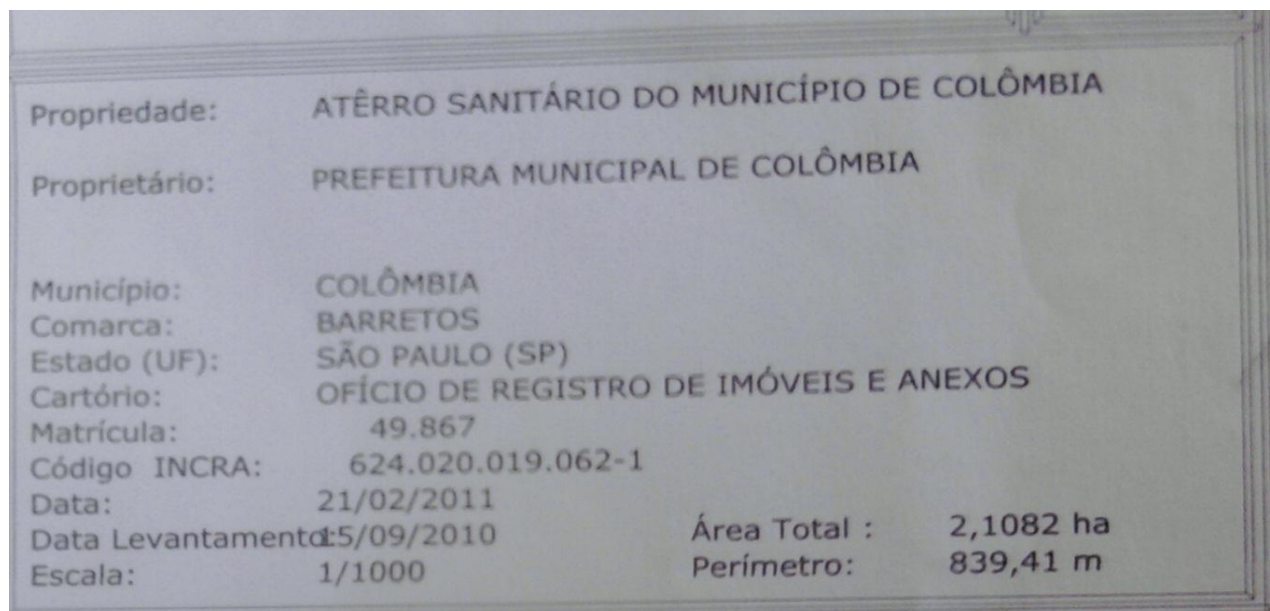 Propriedade: ATÊRRO SANITÁRIO DO MUNICÍPIO DE COLÔMBIA
Proprietário: PREFEITURA MUNICIPAL DE COLÔMBIA
Município: COLÔMBIA
Comarca: BARRETOS
Estado (UF): SÃO PAULO (SP)
Cartório: OFÍCIO DE REGISTRO DE IMÓVEIS E ANEXOS
Matrícula: 49.867
Código INCRA: 624.020.019.062-1
Data: 21/02/2011
Data Levantamento: 15/09/2010 Área Total : 2,1082 ha
Escala: 1/1000 Perímetro: 839,41 m